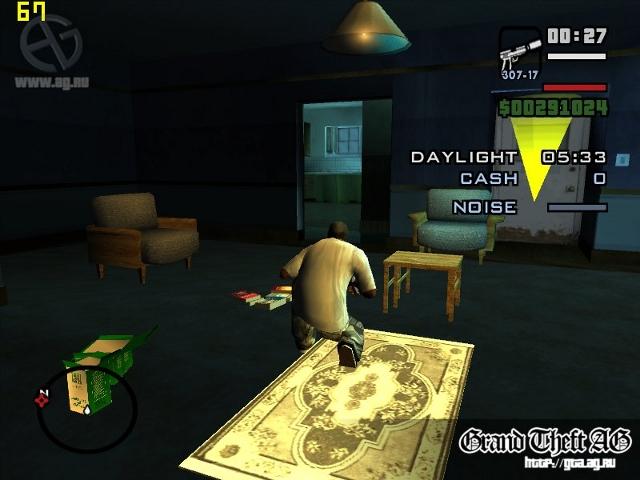 67
AG
www.ag.ru
00:27
307-17
$00291024
DAYLIGHT 05:33
CASH 0
NOISE
N
Grand Theft AG
http://gta.ag.ru